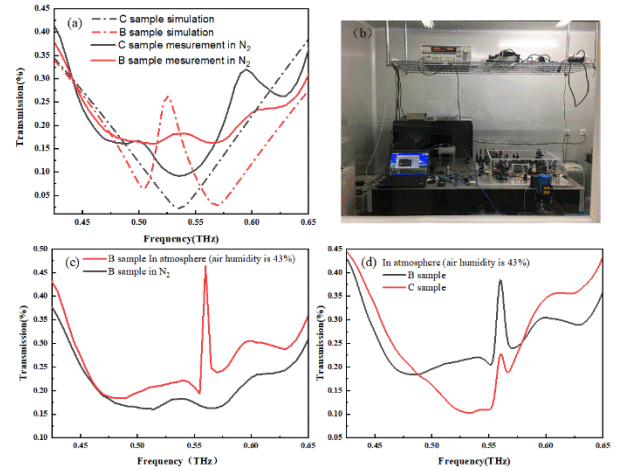 (a)
C sample simulation
B sample simulation
C sample mesurement in N2
B sample mesurement in N2
Transmission(%)
0.40
0.35
0.30
0.25
0.20
0.15
0.10
0.05
0.45 0.50 0.55 0.60 0.65
Frequency(THz)
(b)
(c)
B sample In atmosphere (air humidity is 43%)
B sample in N2
Transmission(%)
0.50
0.45
0.40
0.35
0.30
0.25
0.20
0.15
0.10
0.45 0.50 0.55 0.60 0.65
Frequency（THz）
(d)
In atmosphere (air humidity is 43%)
B sample
C sample
Transmission(%)
0.45
0.40
0.35
0.30
0.25
0.20
0.15
0.10
0.05
0.45 0.50 0.55 0.60 0.65
Frequency(THz)